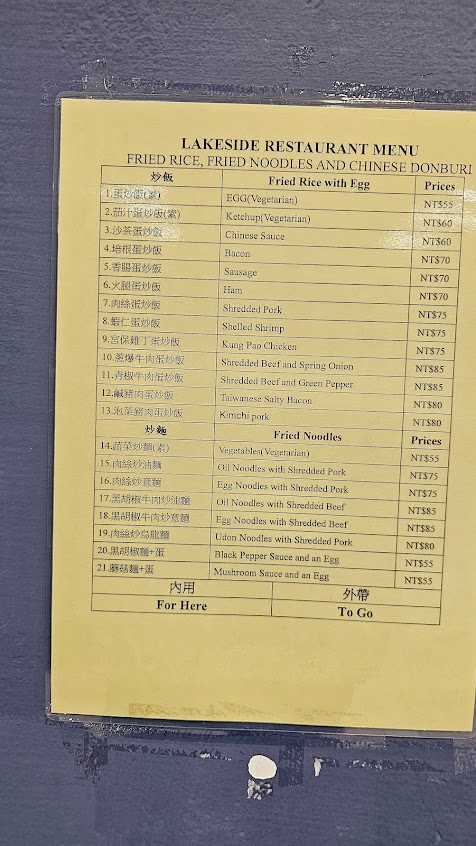 LAKESIDE RESTAURANT MENU
FRIED RICE, FRIED NOODLES AND CHINESE DONBURI
炒飯 Fried Rice with Egg Prices
1.蛋炒飯(素) EGG(Vegetarian) NT$55
2.茄汁蛋炒飯(素) Ketchup(Vegetarian) NT$60
3.沙茶蛋炒飯 Chinese Sauce NT$60
4.培根蛋炒飯 Bacon NT$70
5.香腸蛋炒飯 Sausage NT$70
6.火腿蛋炒飯 Ham NT$70
7.肉絲蛋炒飯 Shredded Pork NT$75
8.蝦仁蛋炒飯 Shelled Shrimp NT$75
9.宮保雞丁蛋炒飯 Kung Pao Chicken NT$75
10.蔥爆牛肉蛋炒飯 Shredded Beef and Spring Onion NT$85
11.青椒牛肉蛋炒飯 Shredded Beef and Green Pepper NT$85
12.鹹豬肉蛋炒飯 Taiwanese Salty Bacon NT$80
13.泡菜豬肉蛋炒飯 Kimchi pork NT$80
炒麵 Fried Noodles Prices
14.蔬菜炒麵(素) Vegetables(Vegetarian) NT$55
15.肉絲炒油麵 Oil Noodles with Shredded Pork NT$75
16.肉絲炒意麵 Egg Noodles with Shredded Pork NT$75
17.黑胡椒牛肉炒油麵 Oil Noodles with Shredded Beef NT$85
18.黑胡椒牛肉炒意麵 Egg Noodles with Shredded Beef NT$85
19.肉絲炒烏龍麵 Udon Noodles with Shredded Pork NT$80
20.黑胡椒麵+蛋 Black Pepper Sauce and an Egg NT$55
21.蘑菇麵+蛋 Mushroom Sauce and an Egg NT$55
內用 外帶
For Here To Go